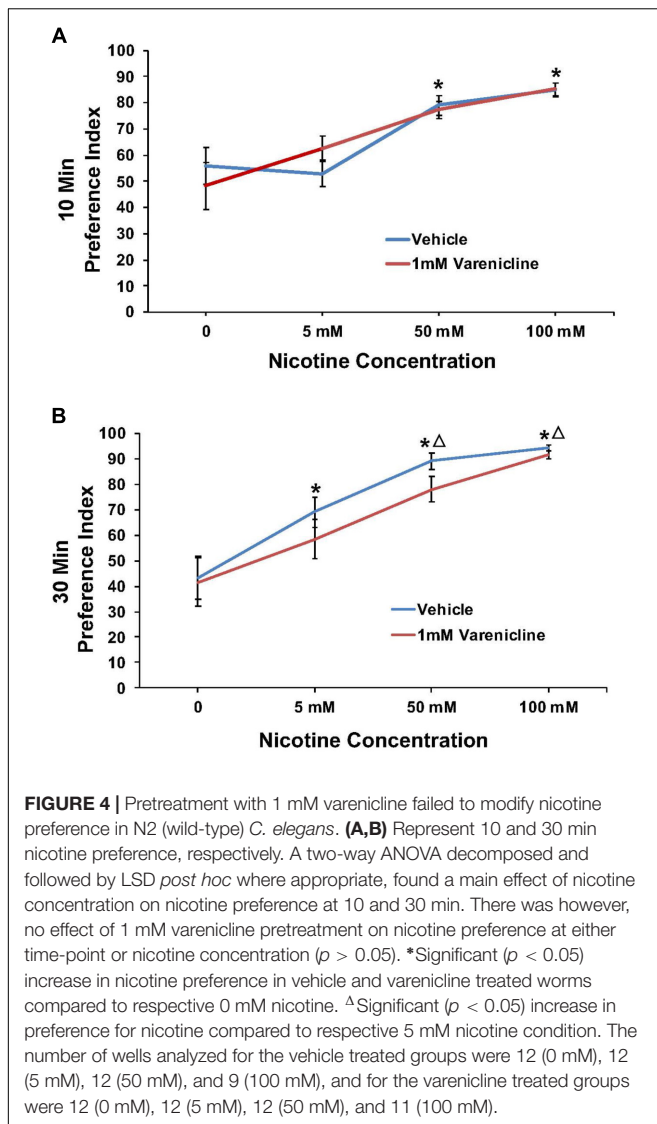 A
100
90
80
70
60
50
40
30
20
10
0
10 Min
Preference Index
*
*
Vehicle
1mM Varenicline
0
5 mM
50 mM
100 mM
Nicotine Concentration
B
100
90
80
70
60
50
40
30
20
10
0
30 Min
Preference Index
*
*Δ
*Δ
Vehicle
1mM Varenicline
0
5 mM
50 mM
100 mM
Nicotine Concentration
FIGURE 4 | Pretreatment with 1 mM varenicline failed to modify nicotine
preference in N2 (wild-type) C. elegans. (A,B) Represent 10 and 30 min
nicotine preference, respectively. A two-way ANOVA decomposed and
followed by LSD post hoc where appropriate, found a main effect of nicotine
concentration on nicotine preference at 10 and 30 min. There was however,
no effect of 1 mM varenicline pretreatment on nicotine preference at either
time-point or nicotine concentration (p > 0.05). *Significant (p < 0.05)
increase in nicotine preference in vehicle and varenicline treated worms
compared to respective 0 mM nicotine. ΔSignificant (p < 0.05) increase in
preference for nicotine compared to respective 5 mM nicotine condition. The
number of wells analyzed for the vehicle treated groups were 12 (0 mM), 12
(5 mM), 12 (50 mM), and 9 (100 mM), and for the varenicline treated groups
were 12 (0 mM), 12 (5 mM), 12 (50 mM), and 11 (100 mM).